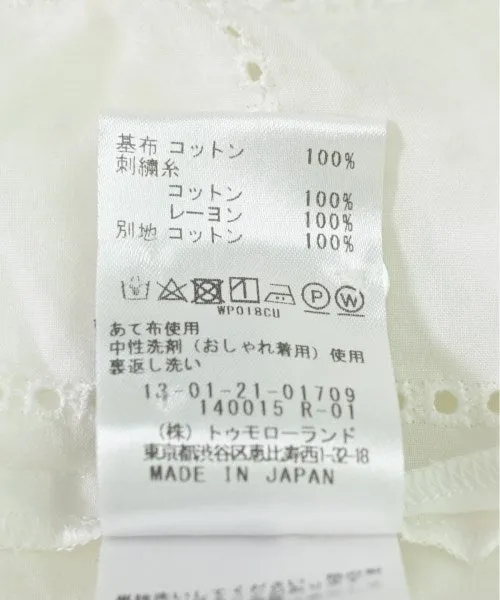 基布 コットン 100%
刺繍糸
コットン 100%
レーヨン 100%
別地 コットン 100%
P W
WP018CU
あて布使用
中性洗剤（おしゃれ着用）使用
裏返し洗い
13-01-21-01709
140015 R-01
（株）トゥモローランド
東京都渋谷区恵比寿西1-32-18
MADE IN JAPAN